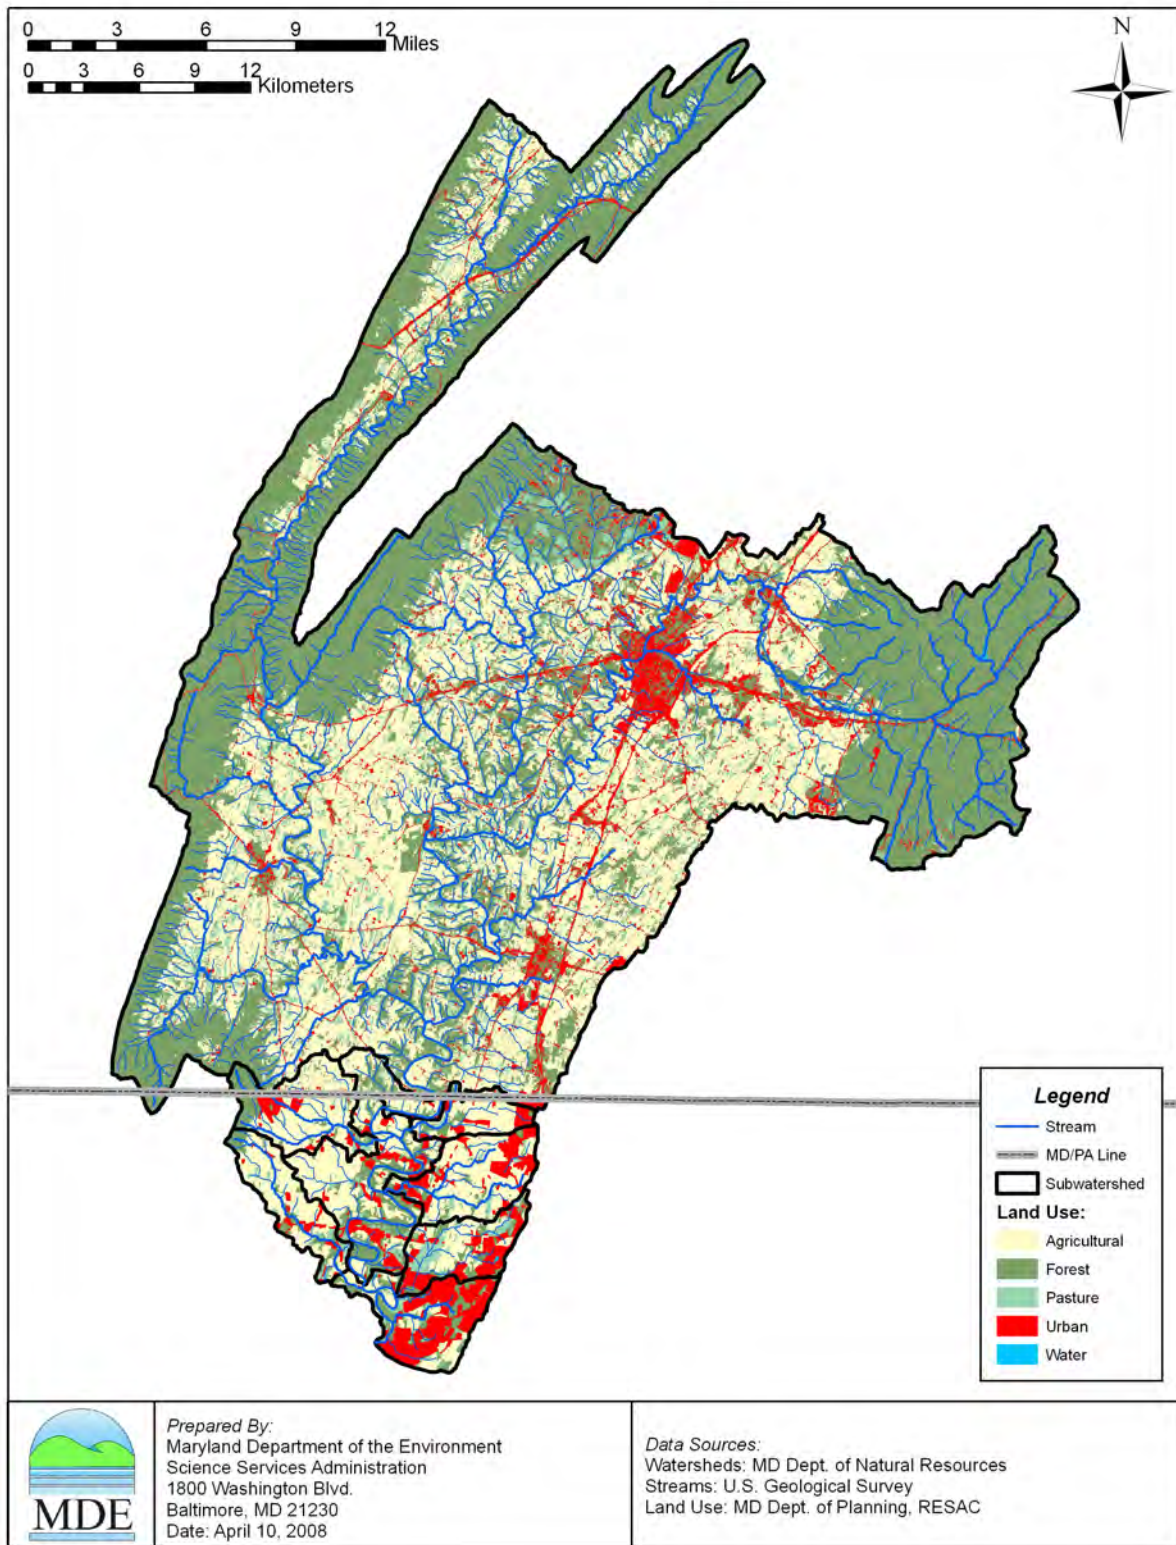 0 3 6 9 12
Miles
0 3 6 9 12
Kilometers
N
Legend
Stream
MD/PA Line
Subwatershed
Land Use:
Agricultural
Forest
Pasture
Urban
Water
MDE
Prepared By:
Maryland Department of the Environment
Science Services Administration
1800 Washington Blvd.
Baltimore, MD 21230
Date: April 10, 2008
Data Sources:
Watersheds: MD Dept. of Natural Resources
Streams: U.S. Geological Survey
Land Use: MD Dept. of Planning, RESAC